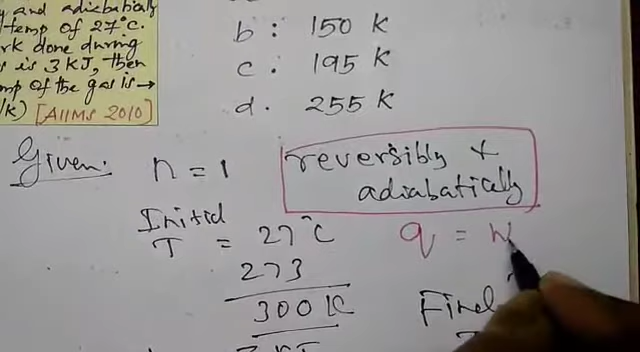 y and adiabatically
temp of 27°C.
rk done during
s is 3 kJ, then
mp of the gas is →
/k) [AIIMS 2010]
b : 150 K
c : 195 K
d. 255 K
Given: n = 1
reversibly +
adiabatically
Initial
T = 27°C
273
300 K
q = w
Final